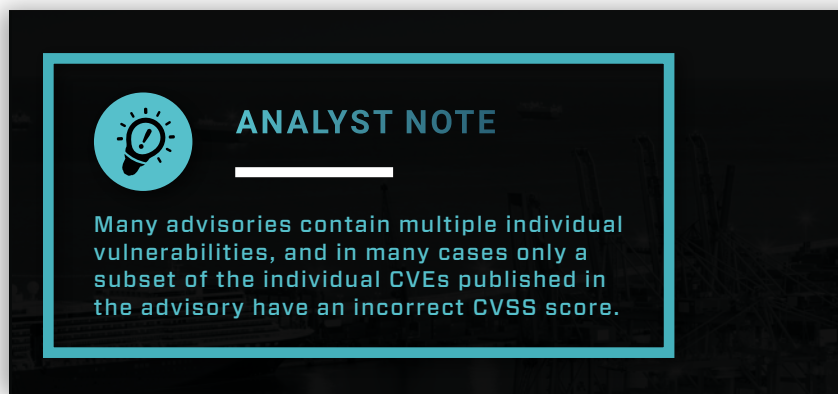 ANALYST NOTE
Many advisories contain multiple individual
vulnerabilities, and in many cases only a
subset of the individual CVEs published in
the advisory have an incorrect CVSS score.